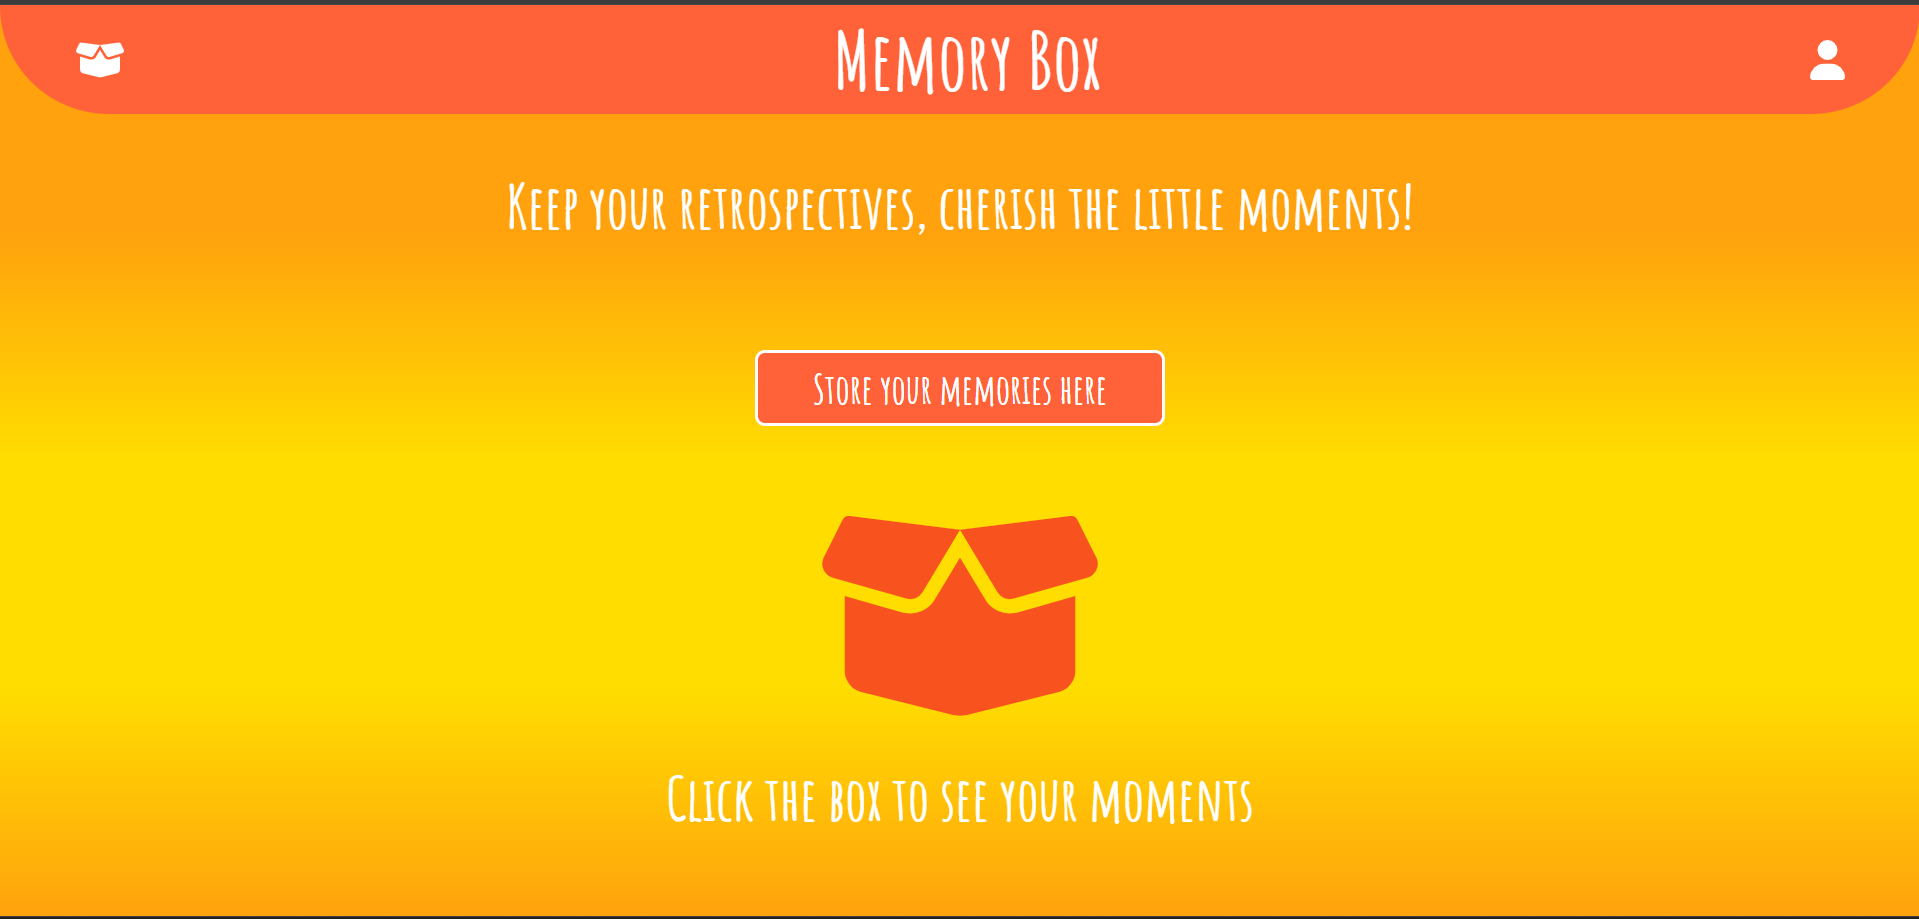 Memory Box
Keep your retrospectives, cherish the little moments!
Store your memories here
Click the box to see your moments